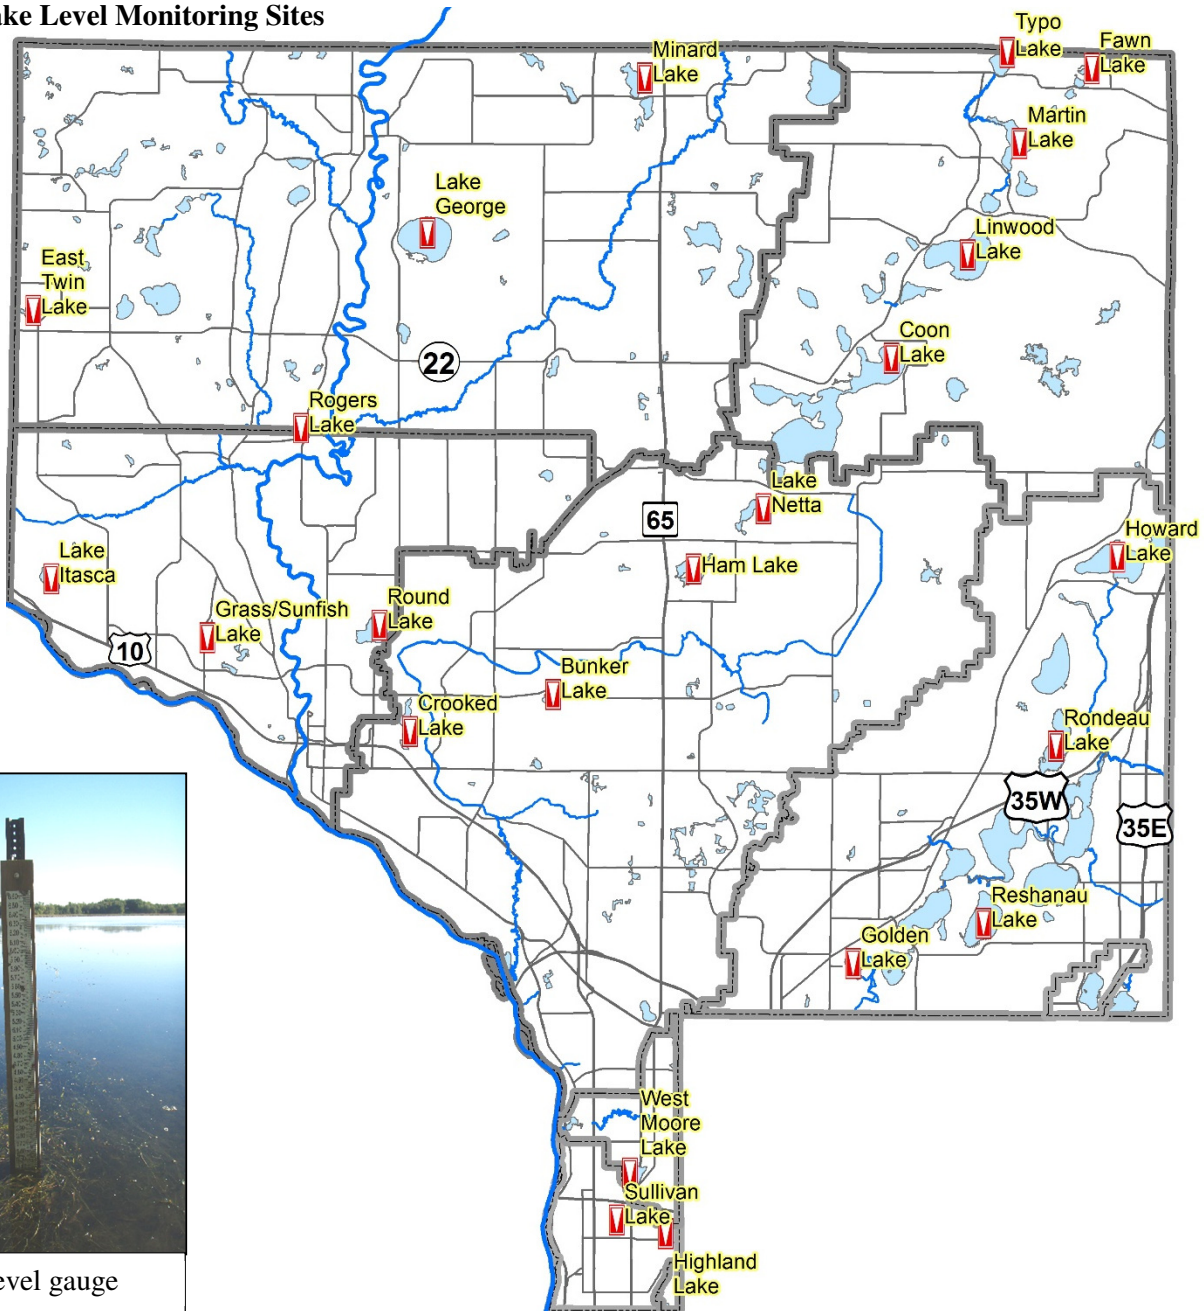 ake Level Monitoring Sites
Typo
Lake
Fawn
Lake
Minard
Lake
Martin
Lake
Lake
George
Linwood
Lake
East
Twin
Lake
Coon
Lake
22
Rogers
Lake
Lake
Netta
65
Howard
Lake
Lake
Itasca
Ham Lake
Grass/Sunfish
Lake
Round
Lake
10
Bunker
Lake
Crooked
Lake
Rondeau
Lake
35W
35E
Reshanau
Lake
Golden
Lake
West
Moore
Lake
Sullivan
Lake
Highland
Lake
evel gauge